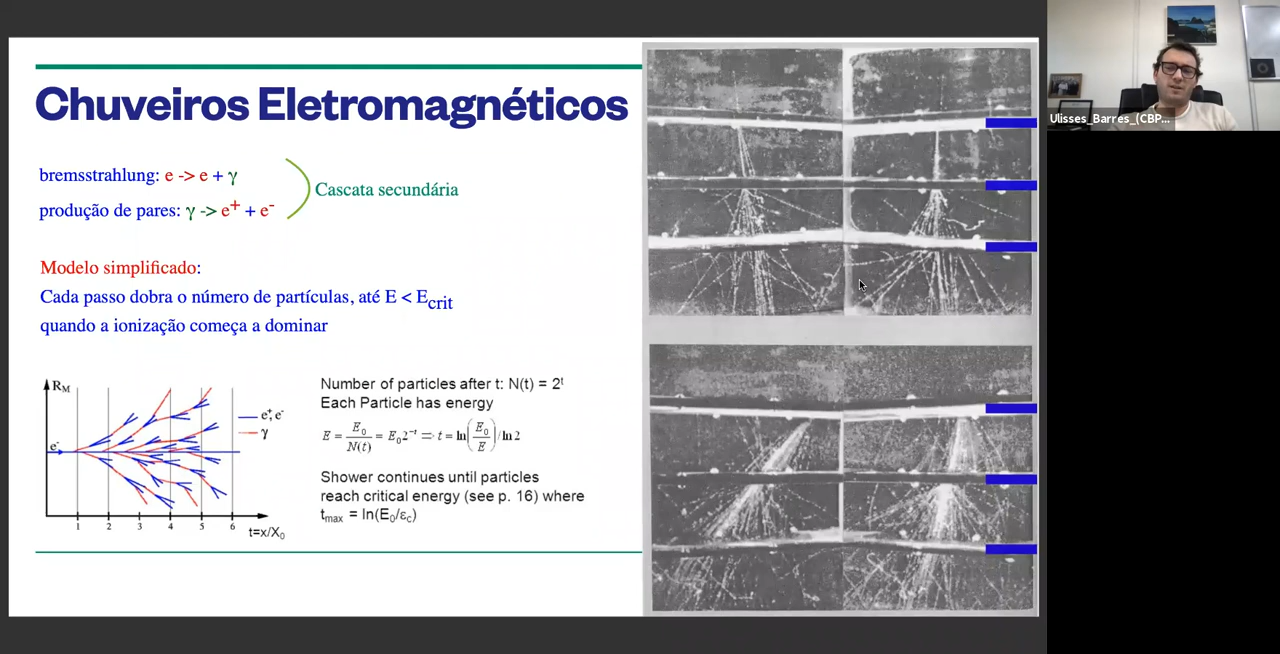 Chuveiros Eletromagnéticos
bremsstrahlung: e -> e + γ
produção de pares: γ -> e+ + e-
Cascata secundária
Modelo simplificado:
Cada passo dobra o número de partículas, até E < Ecrit
quando a ionização começa a dominar
RM
e-
e+, e-
γ
1 2 3 4 5 6
t=x/X0
Number of particles after t: N(t) = 2^t
Each Particle has energy
E = E0/N(t) = E0 2^-t ⇒ t = ln(E0/E)/ln2
Shower continues until particles
reach critical energy (see p. 16) where
tmax = ln(E0/εc)
Ulisses_Barres_(CBP...